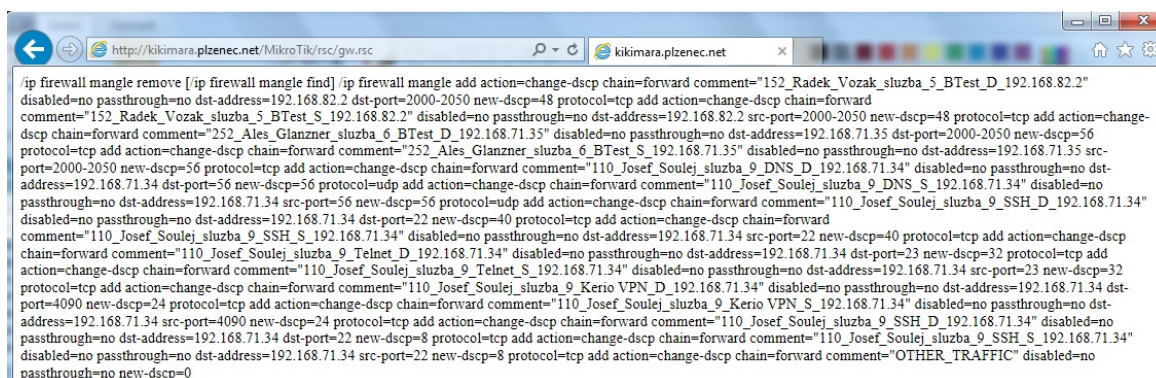 http://kikimara.plzenec.net/MikroTik/rsc/gw.rsc
kikimara.plzenec.net
/ip firewall mangle remove [/ip firewall mangle find] /ip firewall mangle add action=change-dscp chain=forward comment="152_Radek_Vozak_sluzba_5_BTest_D_192.168.82.2"
disabled=no passthrough=no dst-address=192.168.82.2 dst-port=2000-2050 new-dscp=48 protocol=tcp add action=change-dscp chain=forward
comment="152_Radek_Vozak_sluzba_5_BTest_S_192.168.82.2" disabled=no passthrough=no dst-address=192.168.82.2 src-port=2000-2050 new-dscp=48 protocol=tcp add action=change-
dscp chain=forward comment="252_Ales_Glanzner_sluzba_6_BTest_D_192.168.71.35" disabled=no passthrough=no dst-address=192.168.71.35 dst-port=2000-2050 new-dscp=56
protocol=tcp add action=change-dscp chain=forward comment="252_Ales_Glanzner_sluzba_6_BTest_S_192.168.71.35" disabled=no passthrough=no dst-address=192.168.71.35 src-
port=2000-2050 new-dscp=56 protocol=tcp add action=change-dscp chain=forward comment="110_Josef_Soulej_sluzba_9_DNS_D_192.168.71.34" disabled=no passthrough=no dst-
address=192.168.71.34 dst-port=56 new-dscp=56 protocol=udp add action=change-dscp chain=forward comment="110_Josef_Soulej_sluzba_9_DNS_S_192.168.71.34" disabled=no
passthrough=no dst-address=192.168.71.34 src-port=56 new-dscp=56 protocol=udp add action=change-dscp chain=forward comment="110_Josef_Soulej_sluzba_9_SSH_D_192.168.71.34"
disabled=no passthrough=no dst-address=192.168.71.34 dst-port=22 new-dscp=40 protocol=tcp add action=change-dscp chain=forward
comment="110_Josef_Soulej_sluzba_9_SSH_S_192.168.71.34" disabled=no passthrough=no dst-address=192.168.71.34 src-port=22 new-dscp=40 protocol=tcp add action=change-dscp
chain=forward comment="110_Josef_Soulej_sluzba_9_Telnet_D_192.168.71.34" disabled=no passthrough=no dst-address=192.168.71.34 dst-port=23 new-dscp=32 protocol=tcp add
action=change-dscp chain=forward comment="110_Josef_Soulej_sluzba_9_Telnet_S_192.168.71.34" disabled=no passthrough=no dst-address=192.168.71.34 src-port=23 new-dscp=32
protocol=tcp add action=change-dscp chain=forward comment="110_Josef_Soulej_sluzba_9_Kerio VPN_D_192.168.71.34" disabled=no passthrough=no dst-address=192.168.71.34 dst-
port=4090 new-dscp=24 protocol=tcp add action=change-dscp chain=forward comment="110_Josef_Soulej_sluzba_9_Kerio VPN_S_192.168.71.34" disabled=no passthrough=no dst-
address=192.168.71.34 src-port=4090 new-dscp=24 protocol=tcp add action=change-dscp chain=forward comment="110_Josef_Soulej_sluzba_9_SSH_D_192.168.71.34" disabled=no
passthrough=no dst-address=192.168.71.34 dst-port=22 new-dscp=8 protocol=tcp add action=change-dscp chain=forward comment="110_Josef_Soulej_sluzba_9_SSH_S_192.168.71.34"
disabled=no passthrough=no dst-address=192.168.71.34 src-port=22 new-dscp=8 protocol=tcp add action=change-dscp chain=forward comment="OTHER_TRAFFIC" disabled=no
passthrough=no new-dscp=0